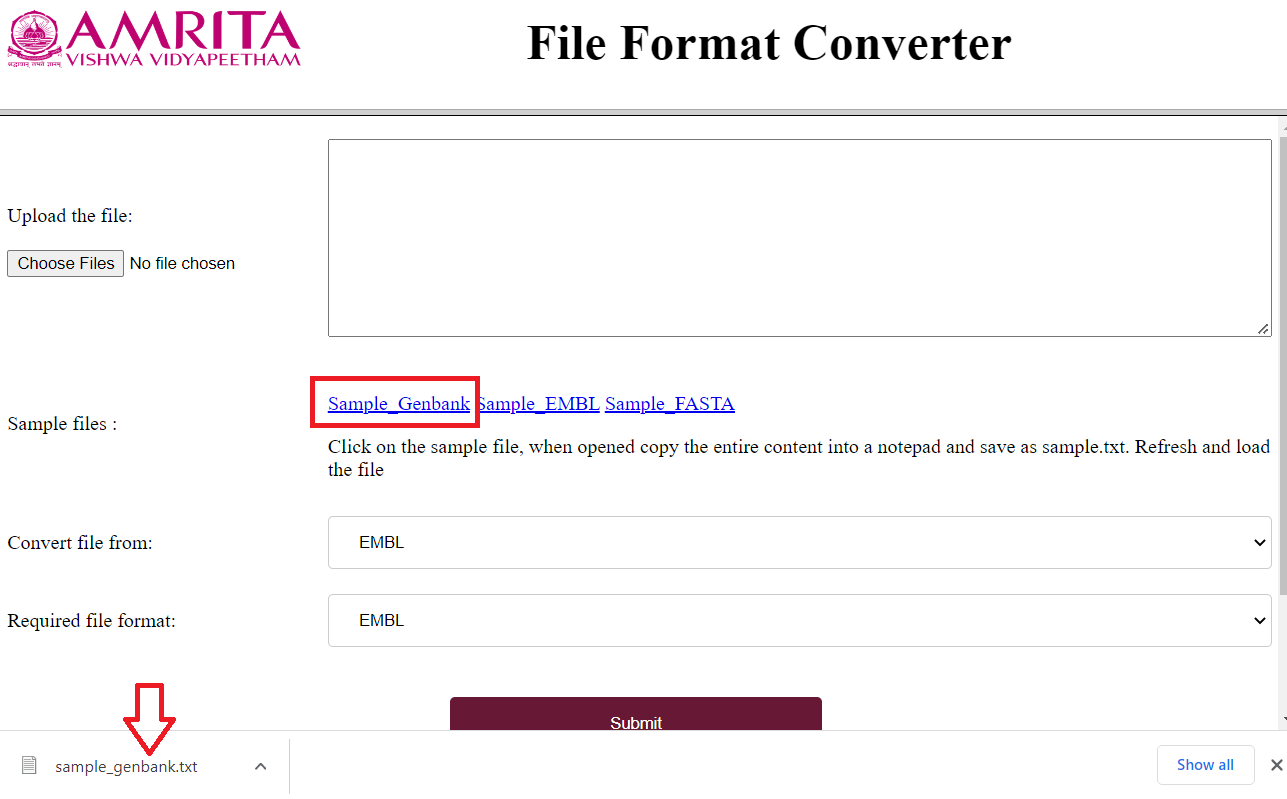 AMRITA
VISHWA VIDYAPEETHAM
File Format Converter
Upload the file:
Choose Files No file chosen
Sample files :
Sample_Genbank Sample_EMBL Sample_FASTA
Click on the sample file, when opened copy the entire content into a notepad and save as sample.txt. Refresh and load
the file
Convert file from:
EMBL
Required file format:
EMBL
Submit
sample_genbank.txt
Show all